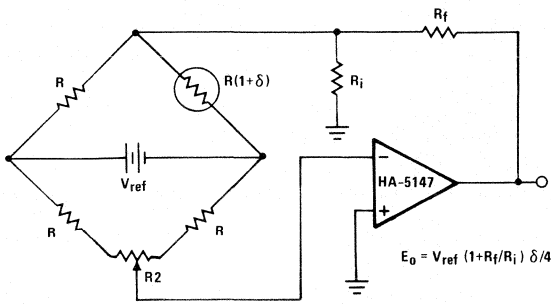 Rf
R
R(1+δ)
Ri
Vref
−
HA-5147
+
R
R
R2
Eo = Vref (1+Rf/Ri) δ/4